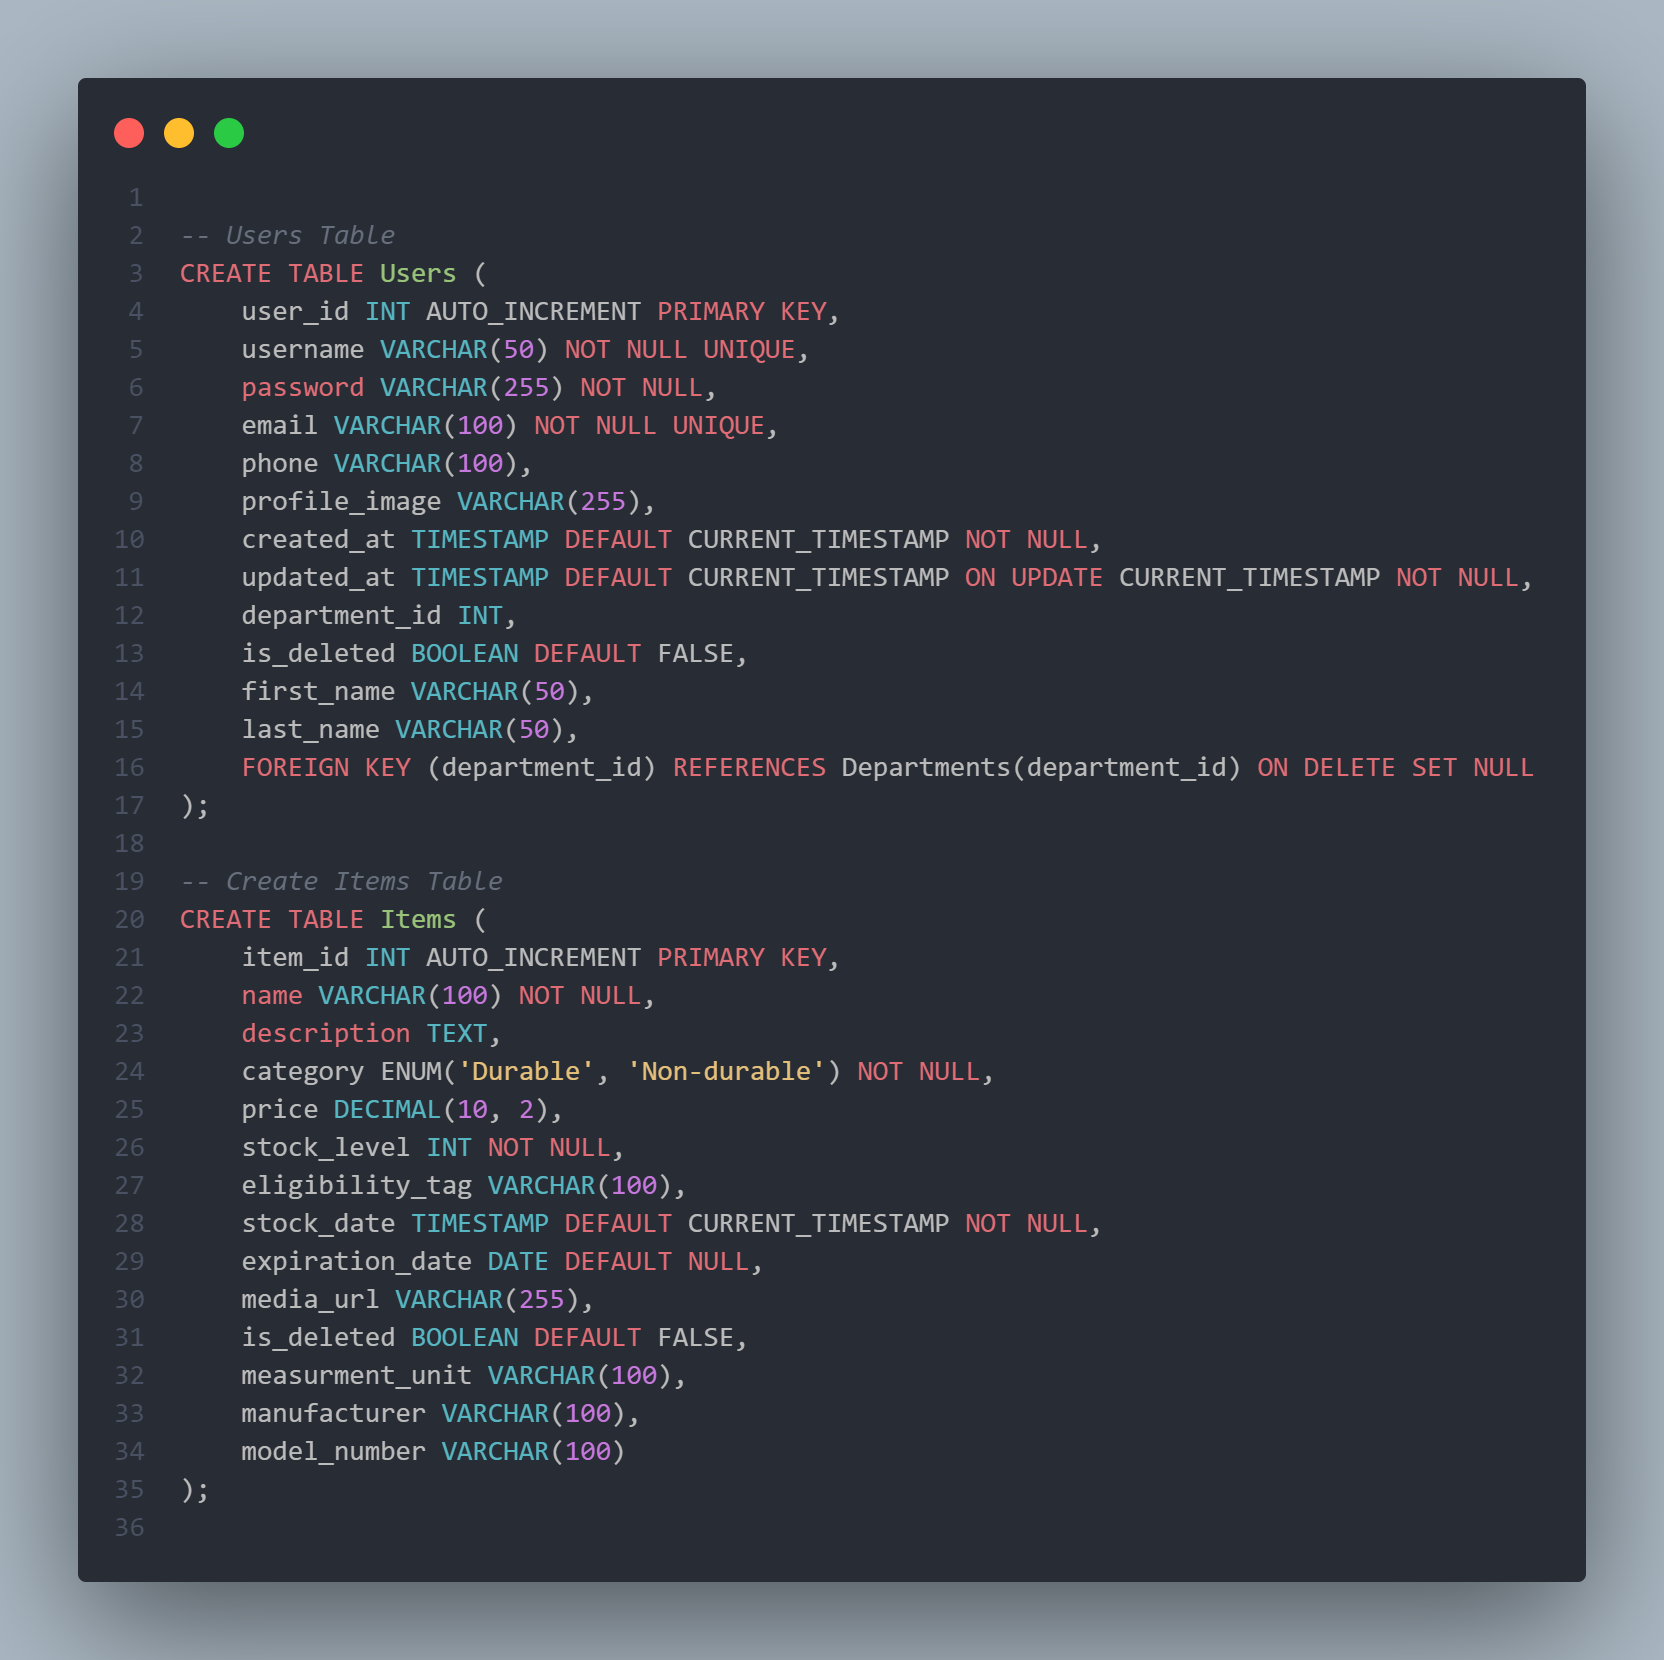 1
2 -- Users Table
3 CREATE TABLE Users (
4     user_id INT AUTO_INCREMENT PRIMARY KEY,
5     username VARCHAR(50) NOT NULL UNIQUE,
6     password VARCHAR(255) NOT NULL,
7     email VARCHAR(100) NOT NULL UNIQUE,
8     phone VARCHAR(100),
9     profile_image VARCHAR(255),
10     created_at TIMESTAMP DEFAULT CURRENT_TIMESTAMP NOT NULL,
11     updated_at TIMESTAMP DEFAULT CURRENT_TIMESTAMP ON UPDATE CURRENT_TIMESTAMP NOT NULL,
12     department_id INT,
13     is_deleted BOOLEAN DEFAULT FALSE,
14     first_name VARCHAR(50),
15     last_name VARCHAR(50),
16     FOREIGN KEY (department_id) REFERENCES Departments(department_id) ON DELETE SET NULL
17 );
18
19 -- Create Items Table
20 CREATE TABLE Items (
21     item_id INT AUTO_INCREMENT PRIMARY KEY,
22     name VARCHAR(100) NOT NULL,
23     description TEXT,
24     category ENUM('Durable', 'Non-durable') NOT NULL,
25     price DECIMAL(10, 2),
26     stock_level INT NOT NULL,
27     eligibility_tag VARCHAR(100),
28     stock_date TIMESTAMP DEFAULT CURRENT_TIMESTAMP NOT NULL,
29     expiration_date DATE DEFAULT NULL,
30     media_url VARCHAR(255),
31     is_deleted BOOLEAN DEFAULT FALSE,
32     measurment_unit VARCHAR(100),
33     manufacturer VARCHAR(100),
34     model_number VARCHAR(100)
35 );
36